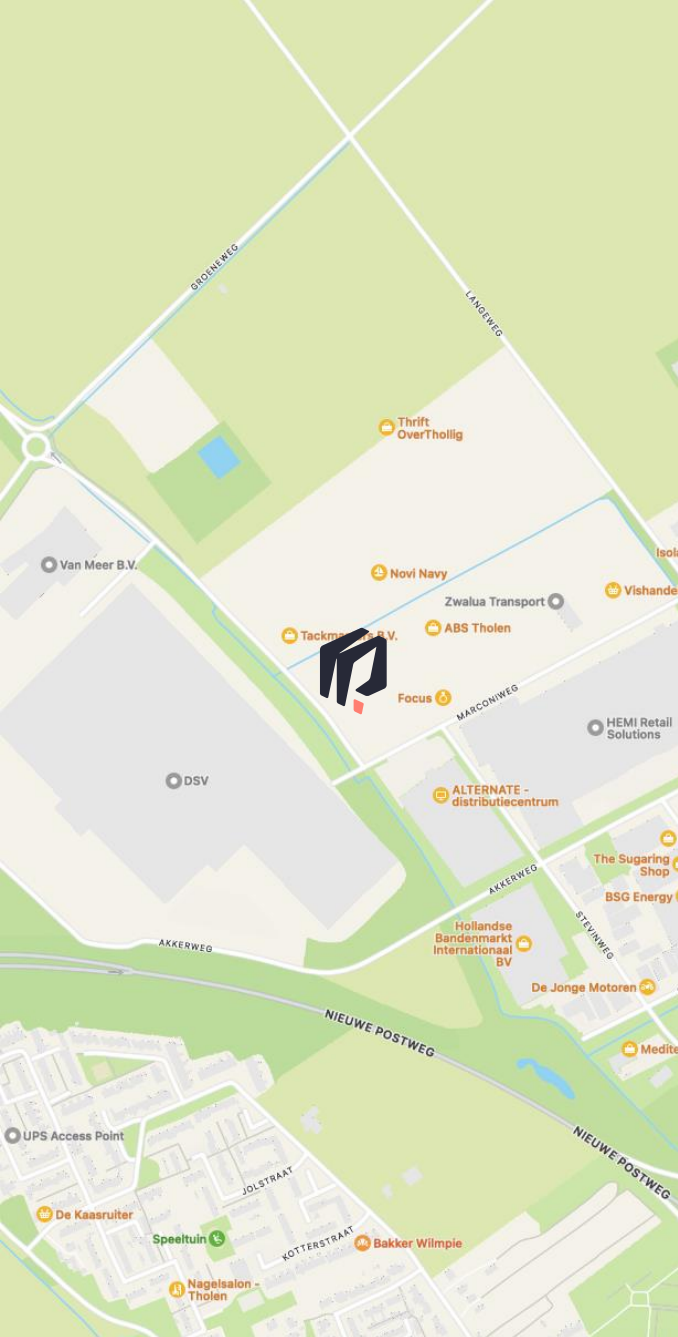 GROENEWEG
LANGEWEG
Thrift
OverThollig
Van Meer B.V.
Novi Navy
Zwalua Transport
ABS Tholen
B.V.
Focus
MARCONIWEG
HEMI Retail
Solutions
DSV
ALTERNATE -
distributiecentrum
The Sugaring
Shop
AKKERWEG
BSG Energy
Hollandse
Bandenmarkt
Internationaal
BV
STEVINWEG
AKKERWEG
De Jonge Motoren
NIEUWE POSTWEG
UPS Access Point
NIEUWE POSTWEG
JOLSTRAAT
De Kaasruiter
Speeltuin
KOTTERSTRAAT
Bakker Wilmpie
Nagelsalon -
Tholen